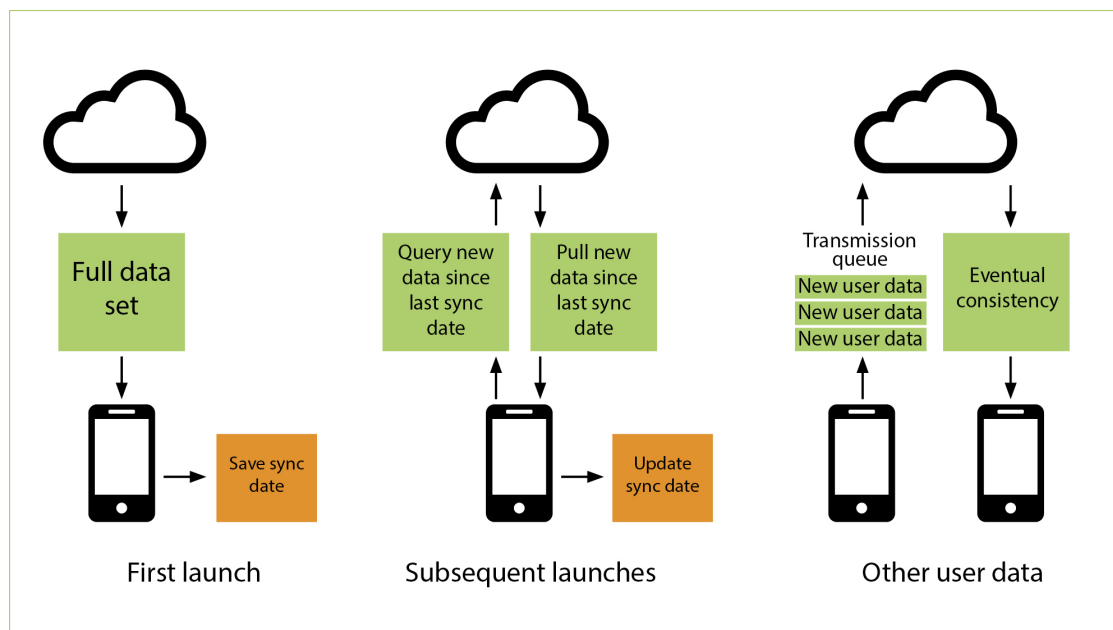 Full data
set
Save sync
date
First launch
Query new
data since
last sync
date
Pull new
data since
last sync
date
Update
sync date
Subsequent launches
Transmission
queue
New user data
New user data
New user data
Eventual
consistency
Other user data